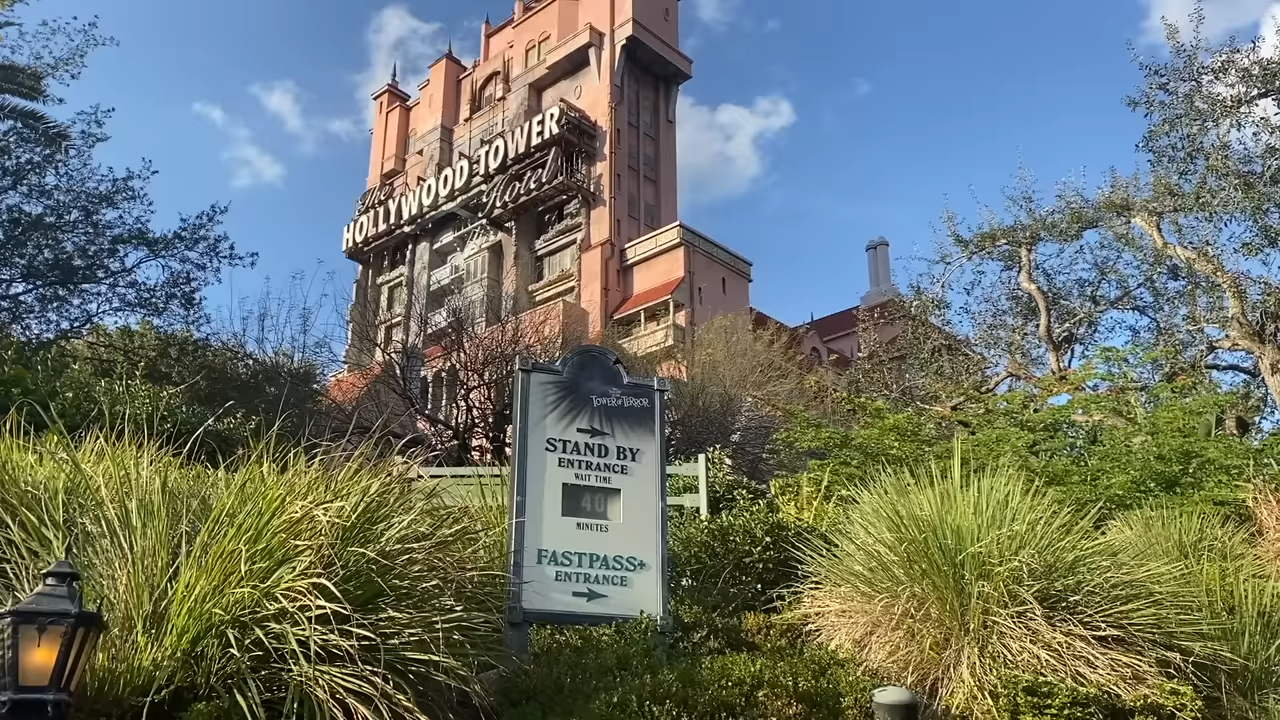 The
HOLLYWOOD TOWER
Hotel
TOWER OF TERROR
STAND BY
ENTRANCE
WAIT TIME
40
MINUTES
FASTPASS+
ENTRANCE